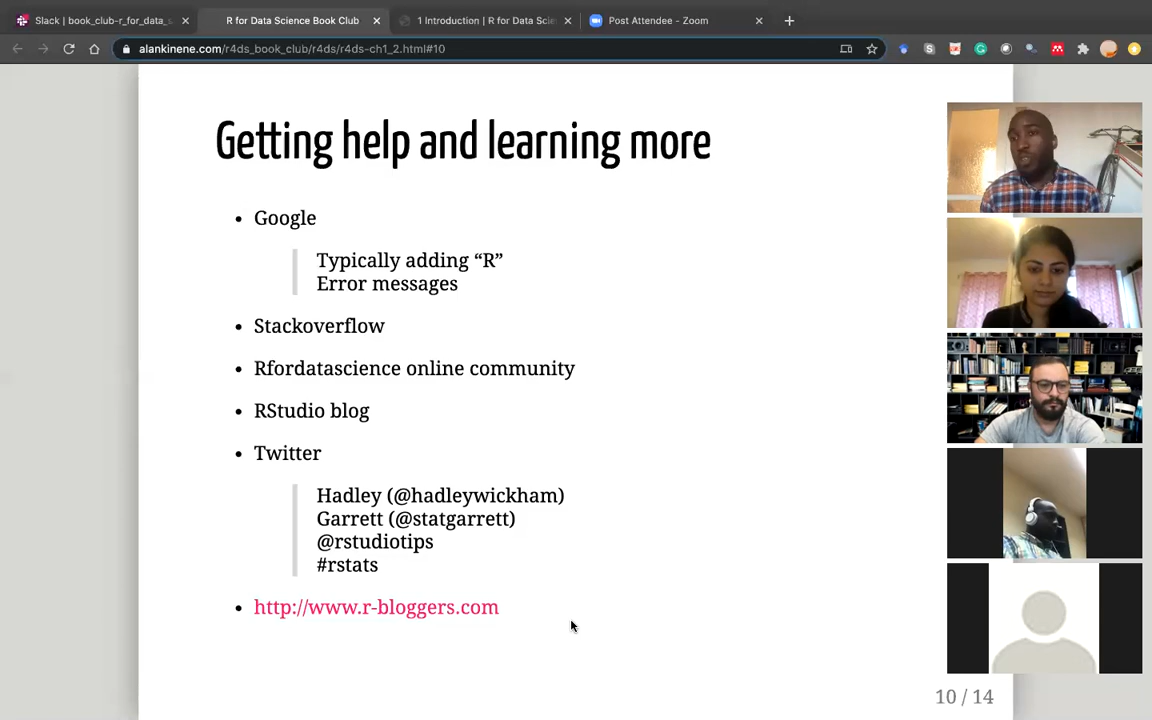 Slack | book_club-r_for_data_s
R for Data Science Book Club
1 Introduction | R for Data Scie
Post Attendee - Zoom
alankinene.com/r4ds_book_club/r4ds/r4ds-ch1_2.html#10
Getting help and learning more
Google
Typically adding “R”
Error messages
Stackoverflow
Rfordatascience online community
RStudio blog
Twitter
Hadley (@hadleywickham)
Garrett (@statgarrett)
@rstudiotips
#rstats
http://www.r-bloggers.com
10 / 14